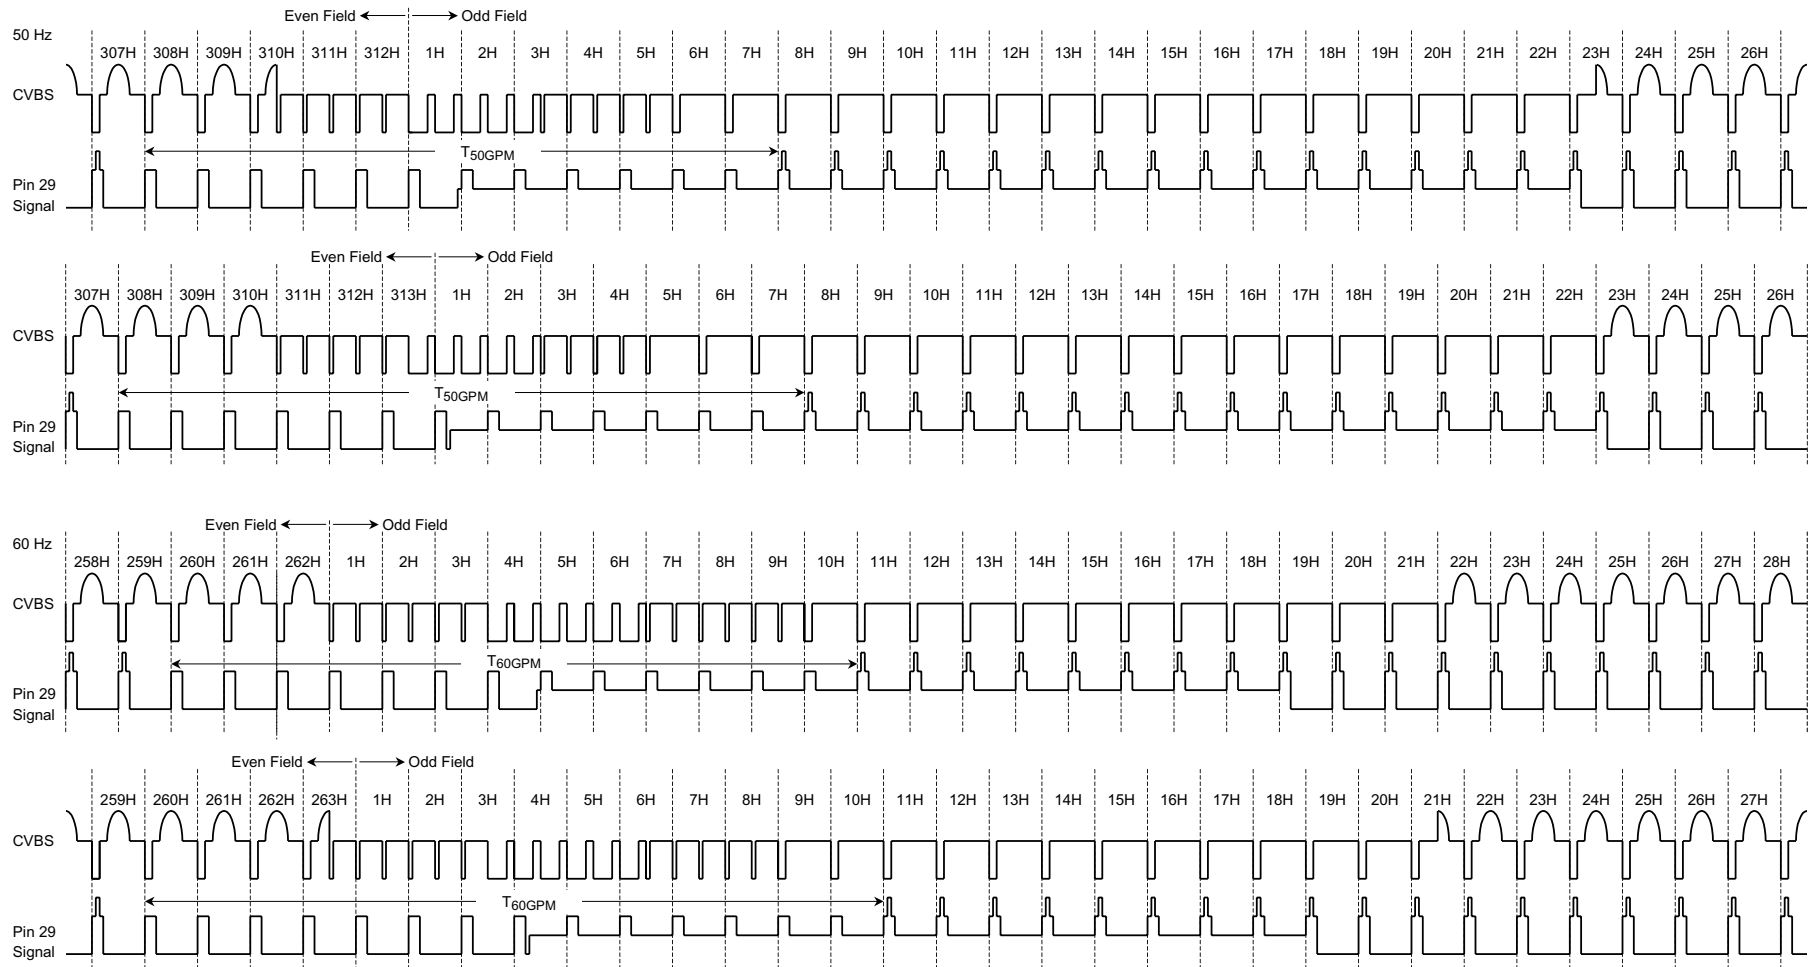 Even Field Odd Field
50 Hz
307H 308H 309H 310H 311H 312H 1H 2H 3H 4H 5H 6H 7H 8H 9H 10H 11H 12H 13H 14H 15H 16H 17H 18H 19H 20H 21H 22H 23H 24H 25H 26H
CVBS
T50GPM
Pin 29
Signal
Even Field Odd Field
307H 308H 309H 310H 311H 312H 313H 1H 2H 3H 4H 5H 6H 7H 8H 9H 10H 11H 12H 13H 14H 15H 16H 17H 18H 19H 20H 21H 22H 23H 24H 25H 26H
CVBS
T50GPM
Pin 29
Signal
Even Field Odd Field
60 Hz
258H 259H 260H 261H 262H 1H 2H 3H 4H 5H 6H 7H 8H 9H 10H 11H 12H 13H 14H 15H 16H 17H 18H 19H 20H 21H 22H 23H 24H 25H 26H 27H 28H
CVBS
T60GPM
Pin 29
Signal
Even Field Odd Field
259H 260H 261H 262H 263H 1H 2H 3H 4H 5H 6H 7H 8H 9H 10H 11H 12H 13H 14H 15H 16H 17H 18H 19H 20H 21H 22H 23H 24H 25H 26H 27H
CVBS
T60GPM
Pin 29
Signal